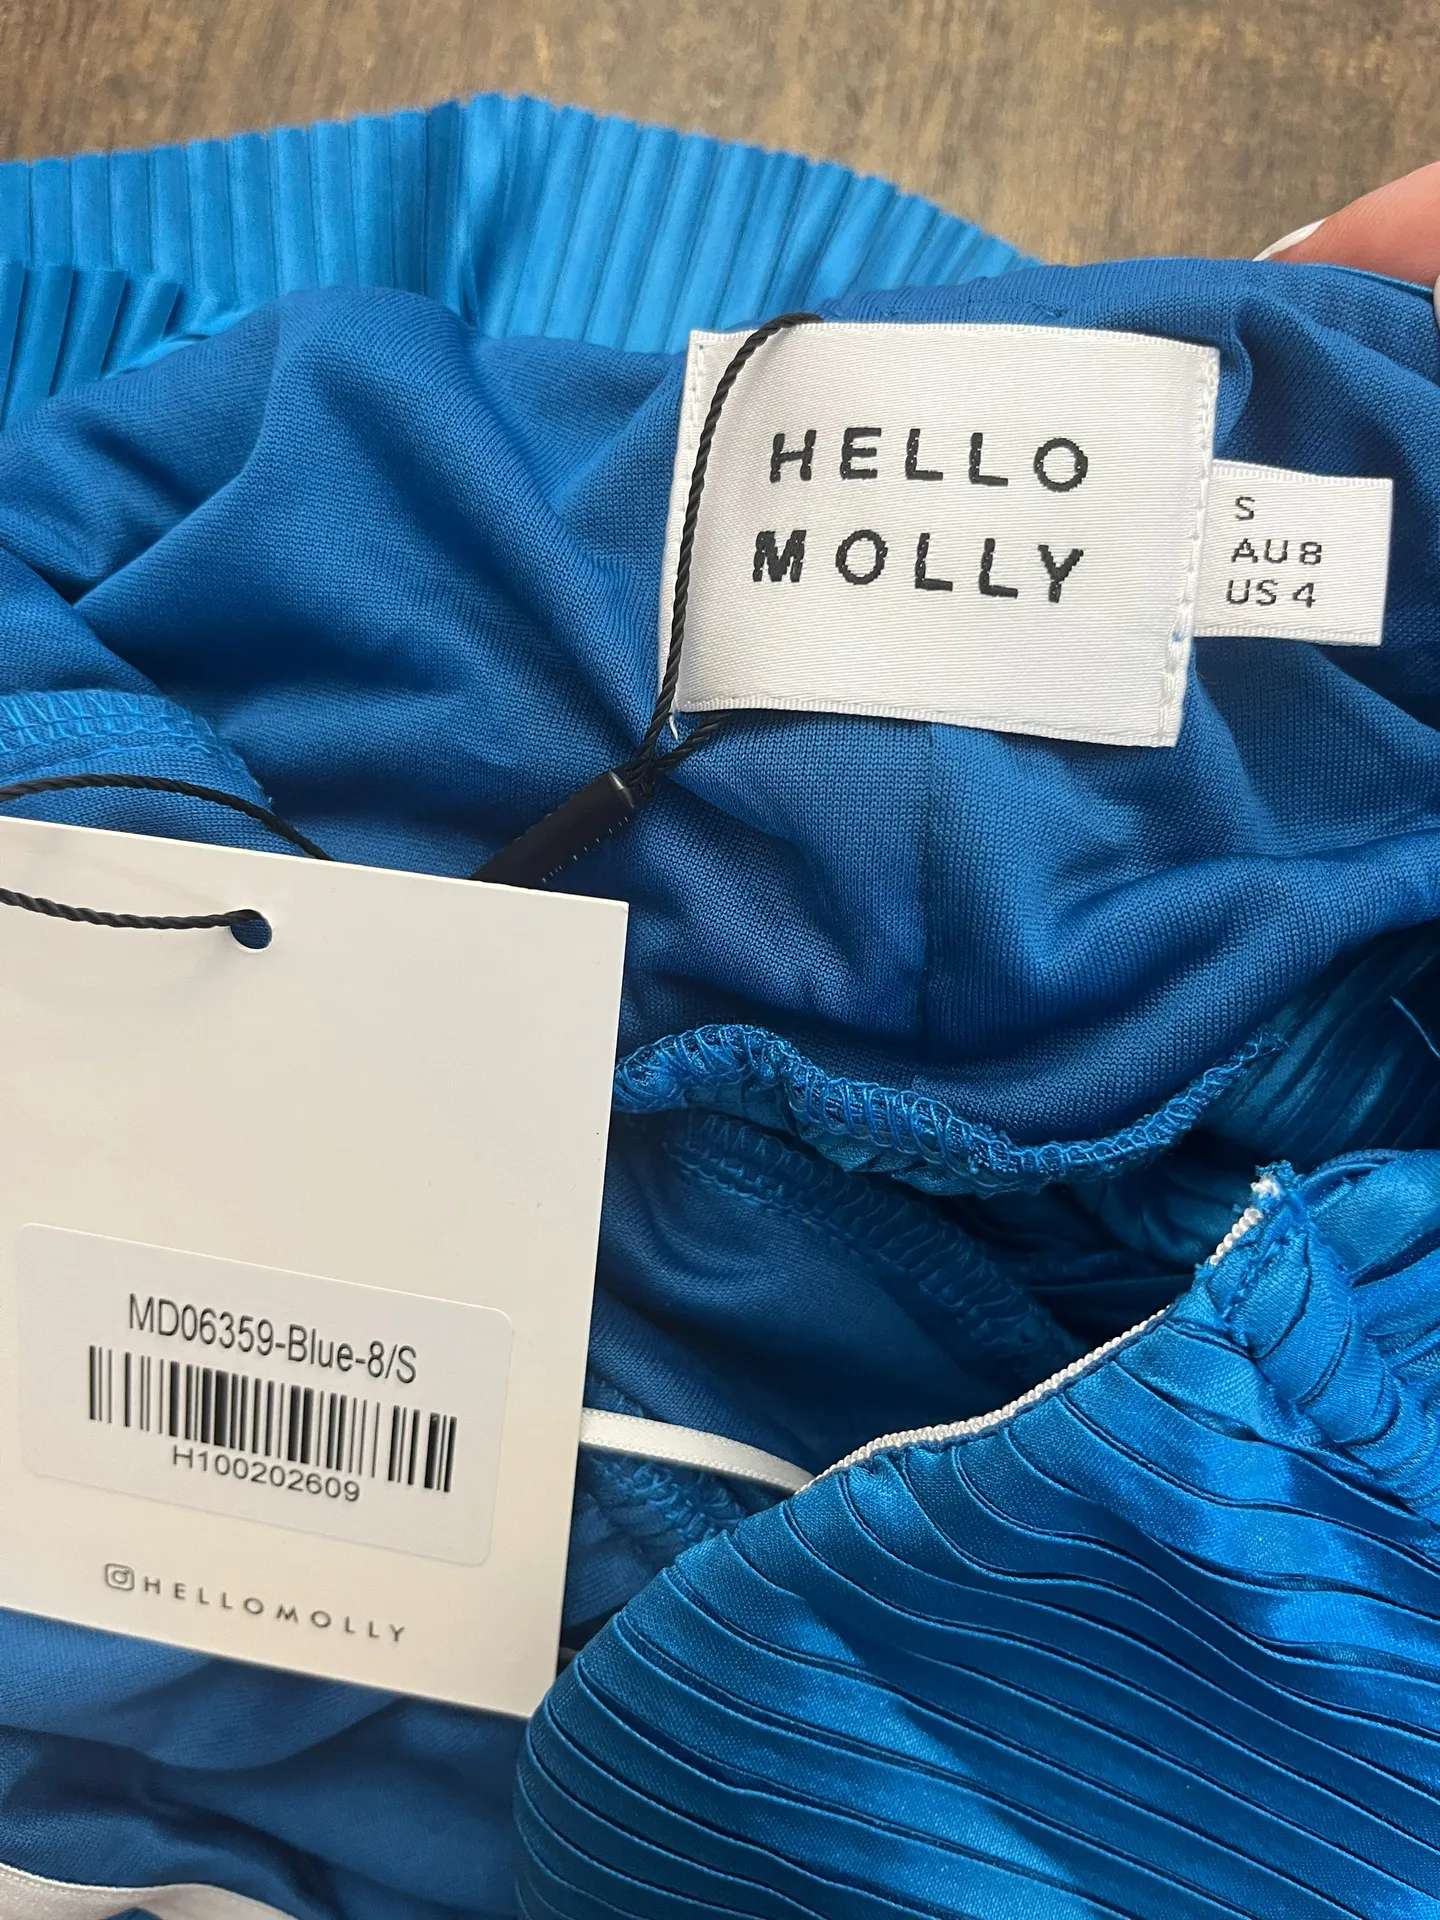 HELLO
MOLLY
S
AU 8
US 4
MD06359-Blue-8/S
H100202609
HELLOMOLLY